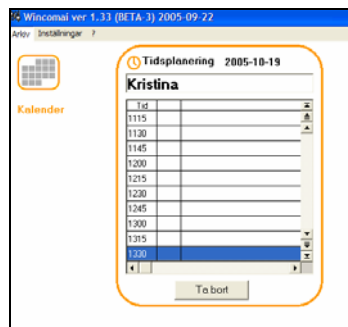 Wincomai ver 1.33 (BETA-3) 2005-09-22
Arkiv Inställningar ?
Tidsplanering 2005-10-19
Kristina
Kalender
Tid
1115
1130
1145
1200
1215
1230
1245
1300
1315
1330
Ta bort